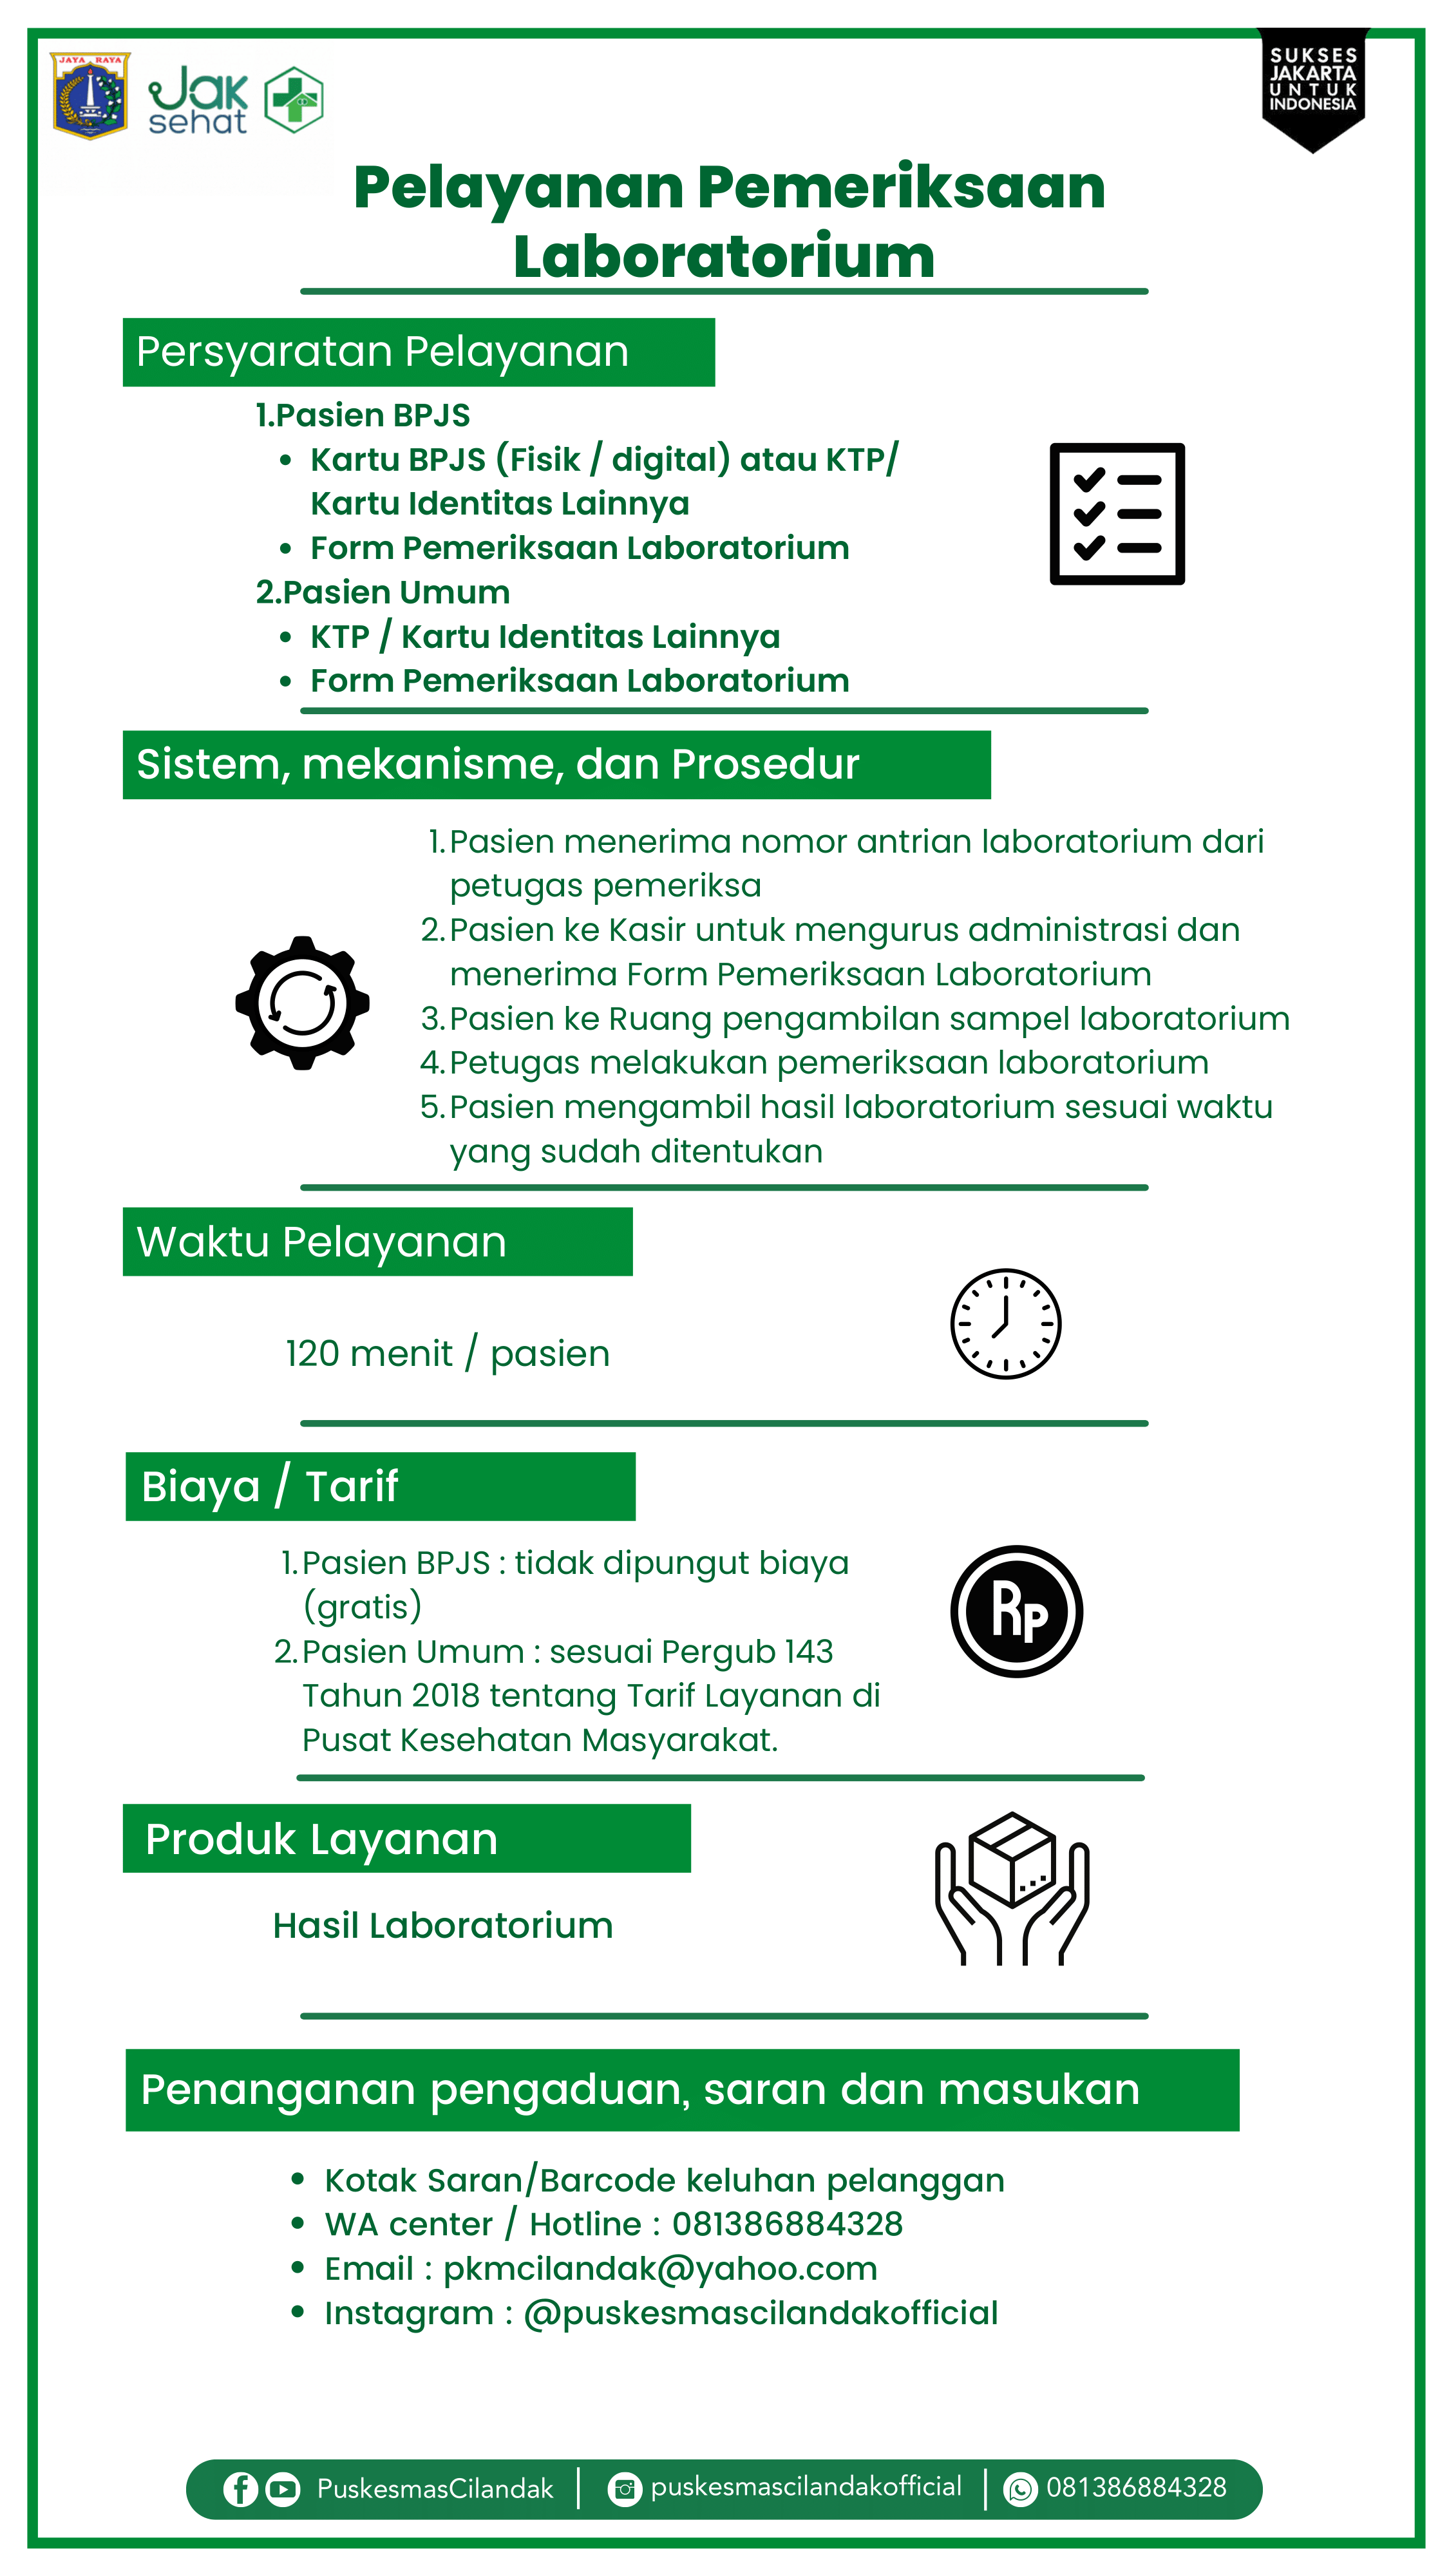 JAYA RAYA
Jak
sehat
SUKSES
JAKARTA
UNTUK
INDONESIA
Pelayanan Pemeriksaan
Laboratorium
Persyaratan Pelayanan
1.Pasien BPJS
• Kartu BPJS (Fisik / digital) atau KTP/
Kartu Identitas Lainnya
• Form Pemeriksaan Laboratorium
2.Pasien Umum
• KTP / Kartu Identitas Lainnya
• Form Pemeriksaan Laboratorium
Sistem, mekanisme, dan Prosedur
1. Pasien menerima nomor antrian laboratorium dari
petugas pemeriksa
2. Pasien ke Kasir untuk mengurus administrasi dan
menerima Form Pemeriksaan Laboratorium
3. Pasien ke Ruang pengambilan sampel laboratorium
4. Petugas melakukan pemeriksaan laboratorium
5. Pasien mengambil hasil laboratorium sesuai waktu
yang sudah ditentukan
Waktu Pelayanan
120 menit / pasien
Biaya / Tarif
1. Pasien BPJS : tidak dipungut biaya
(gratis)
2. Pasien Umum : sesuai Pergub 143
Tahun 2018 tentang Tarif Layanan di
Pusat Kesehatan Masyarakat.
Rp
Produk Layanan
Hasil Laboratorium
Penanganan pengaduan, saran dan masukan
• Kotak Saran/Barcode keluhan pelanggan
• WA center / Hotline : 081386884328
• Email : pkmcilandak@yahoo.com
• Instagram : @puskesmascilandakofficial
PuskesmasCilandak | puskesmascilandakofficial | 081386884328